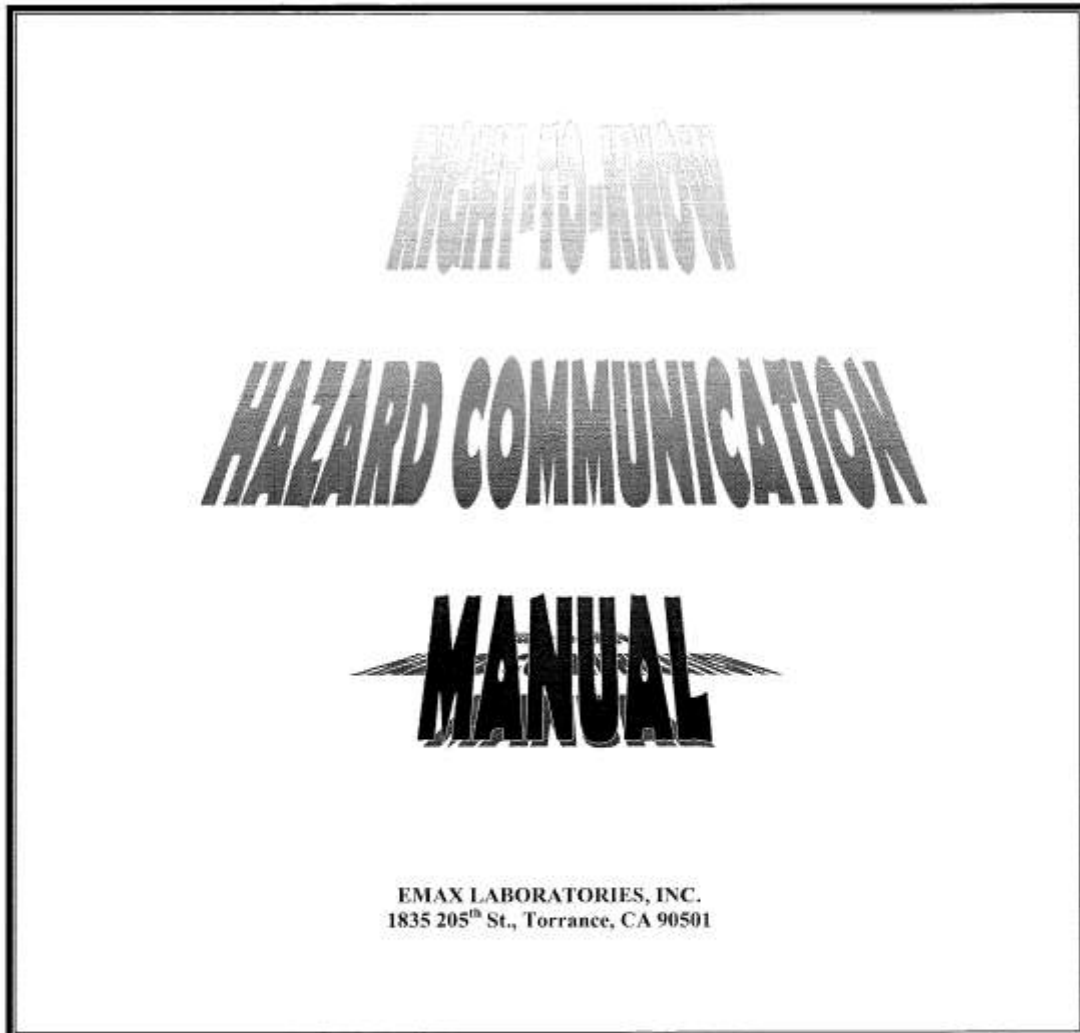 RIGHT-TO-KNOW
HAZARD COMMUNICATION
MANUAL
EMAX LABORATORIES, INC.
1835 205th St., Torrance, CA 90501